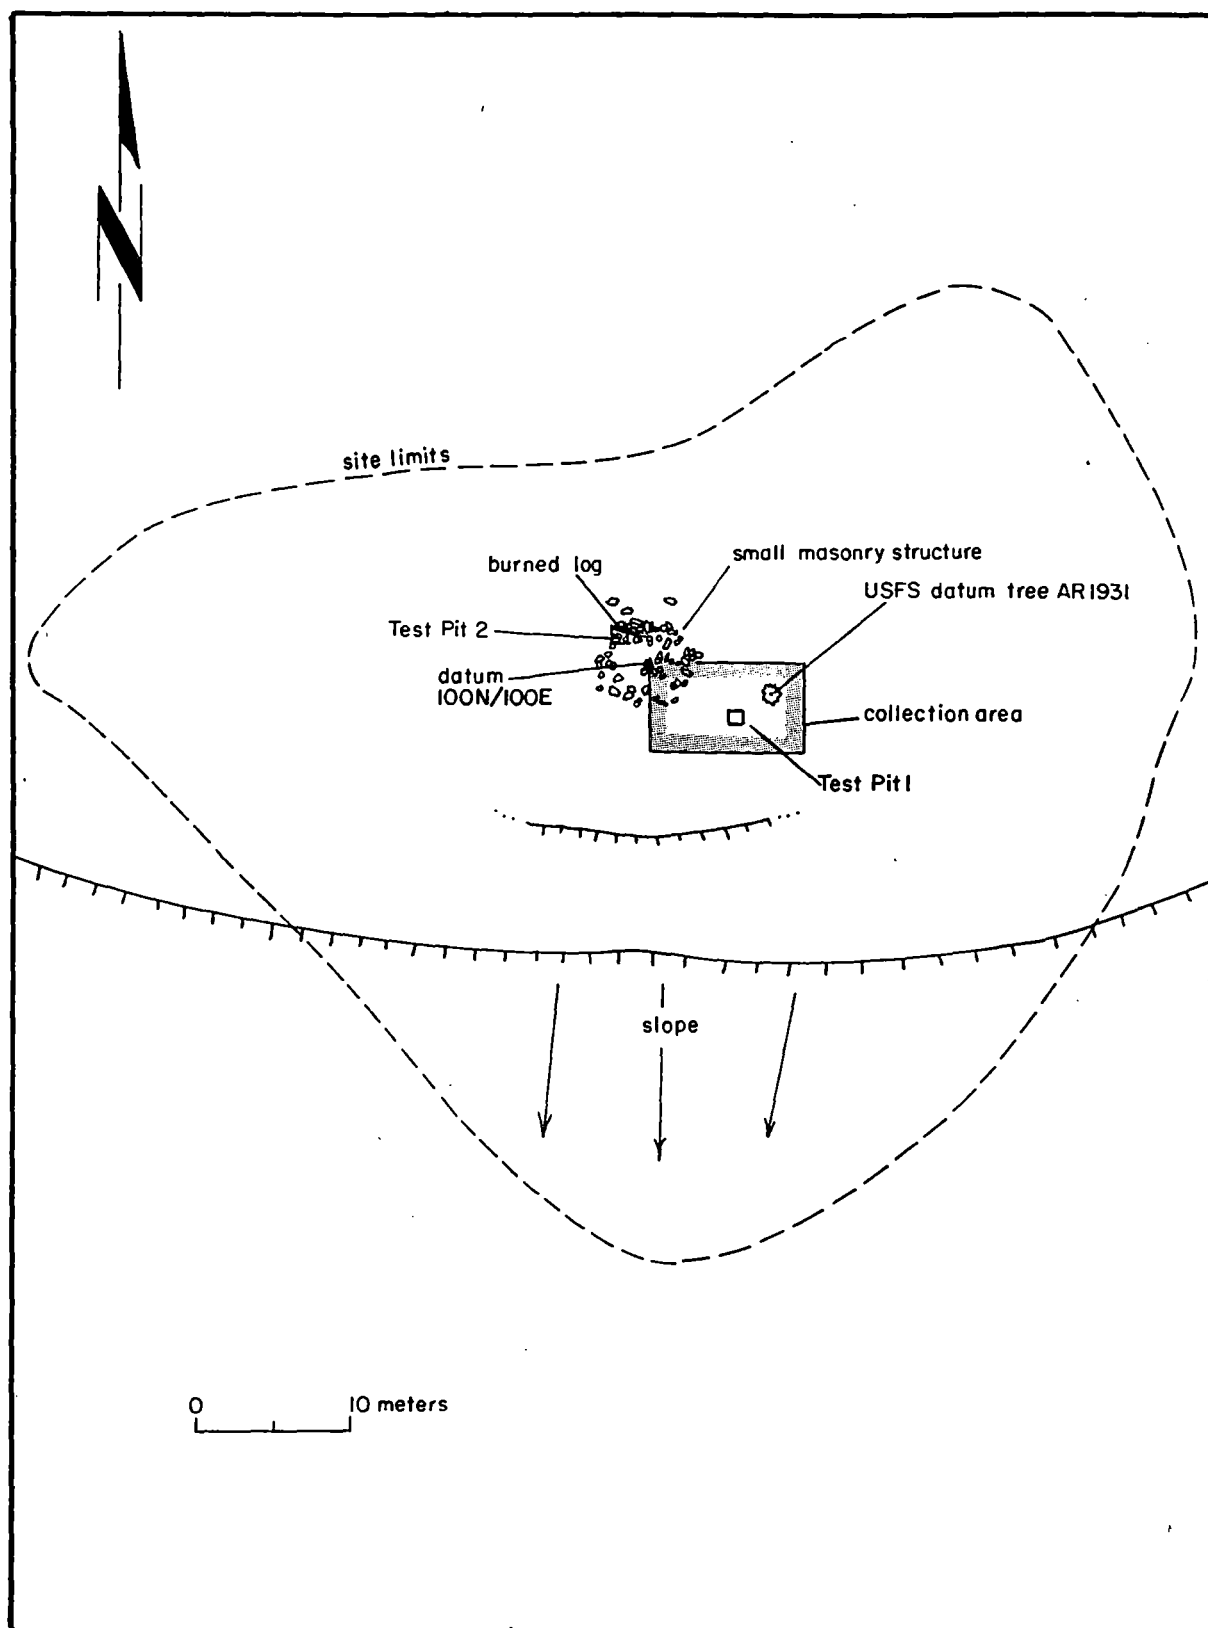 N
site limits
burned log
small masonry structure
USFS datum tree AR1931
Test Pit 2
datum
100N/100E
collection area
Test Pit 1
slope
0
10 meters